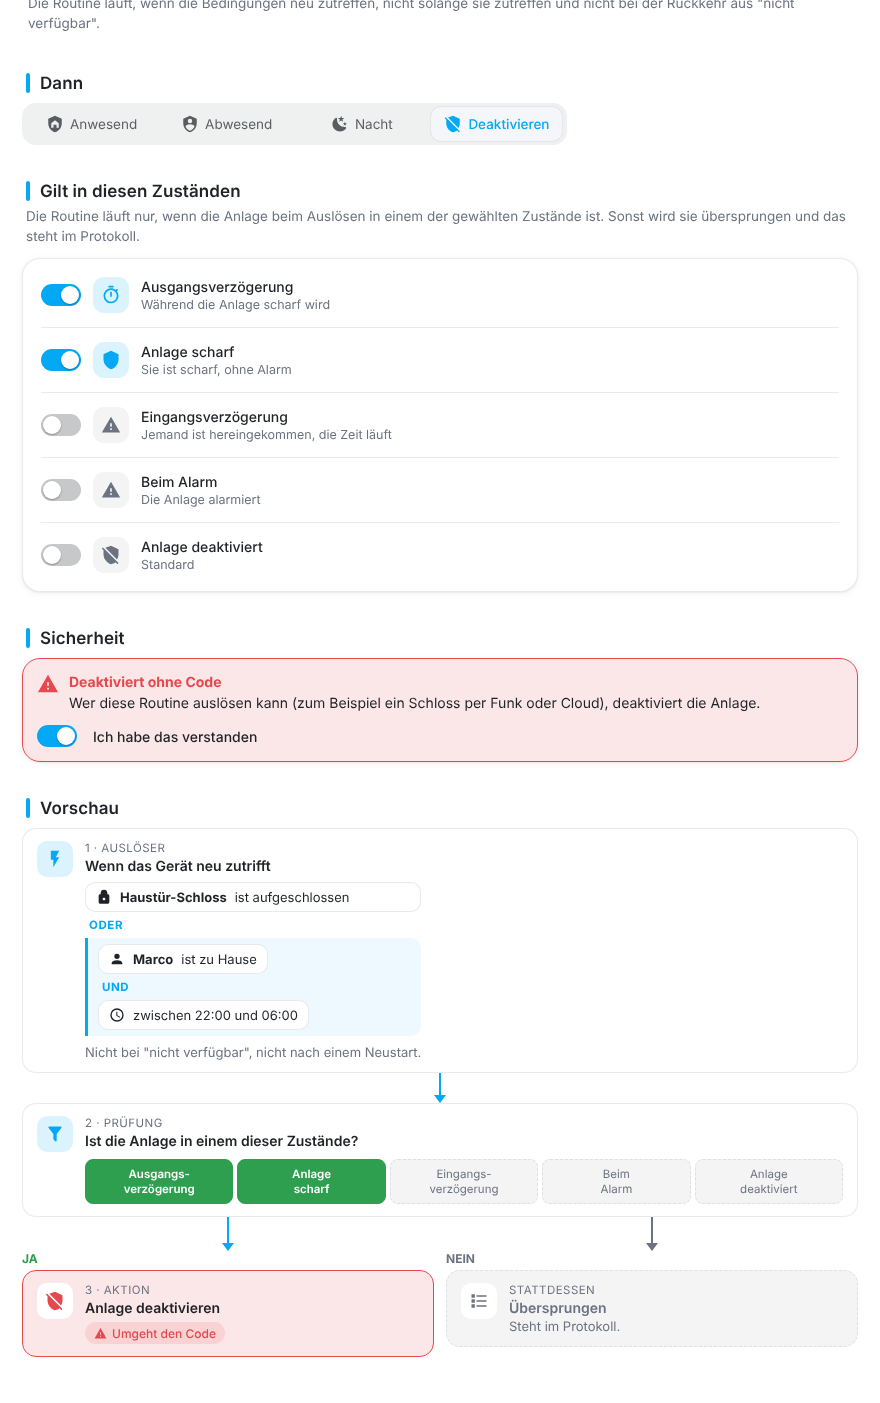 Die Routine läuft, wenn die Bedingungen neu zutreffen, nicht solange sie zutreffen und nicht bei der Rückkehr aus "nicht
verfügbar".
Dann
Anwesend
Abwesend
Nacht
Deaktivieren
Gilt in diesen Zuständen
Die Routine läuft nur, wenn die Anlage beim Auslösen in einem der gewählten Zustände ist. Sonst wird sie übersprungen und das
steht im Protokoll.
Ausgangsverzögerung
Während die Anlage scharf wird
Anlage scharf
Sie ist scharf, ohne Alarm
Eingangsverzögerung
Jemand ist hereingekommen, die Zeit läuft
Beim Alarm
Die Anlage alarmiert
Anlage deaktiviert
Standard
Sicherheit
Deaktiviert ohne Code
Wer diese Routine auslösen kann (zum Beispiel ein Schloss per Funk oder Cloud), deaktiviert die Anlage.
Ich habe das verstanden
Vorschau
1 · AUSLÖSER
Wenn das Gerät neu zutrifft
Haustür-Schloss ist aufgeschlossen
ODER
Marco ist zu Hause
UND
zwischen 22:00 und 06:00
Nicht bei "nicht verfügbar", nicht nach einem Neustart.
2 · PRÜFUNG
Ist die Anlage in einem dieser Zustände?
Ausgangs-
verzögerung
Anlage
scharf
Eingangs-
verzögerung
Beim
Alarm
Anlage
deaktiviert
JA
3 · AKTION
Anlage deaktivieren
Umgeht den Code
NEIN
STATTDESSEN
Übersprungen
Steht im Protokoll.